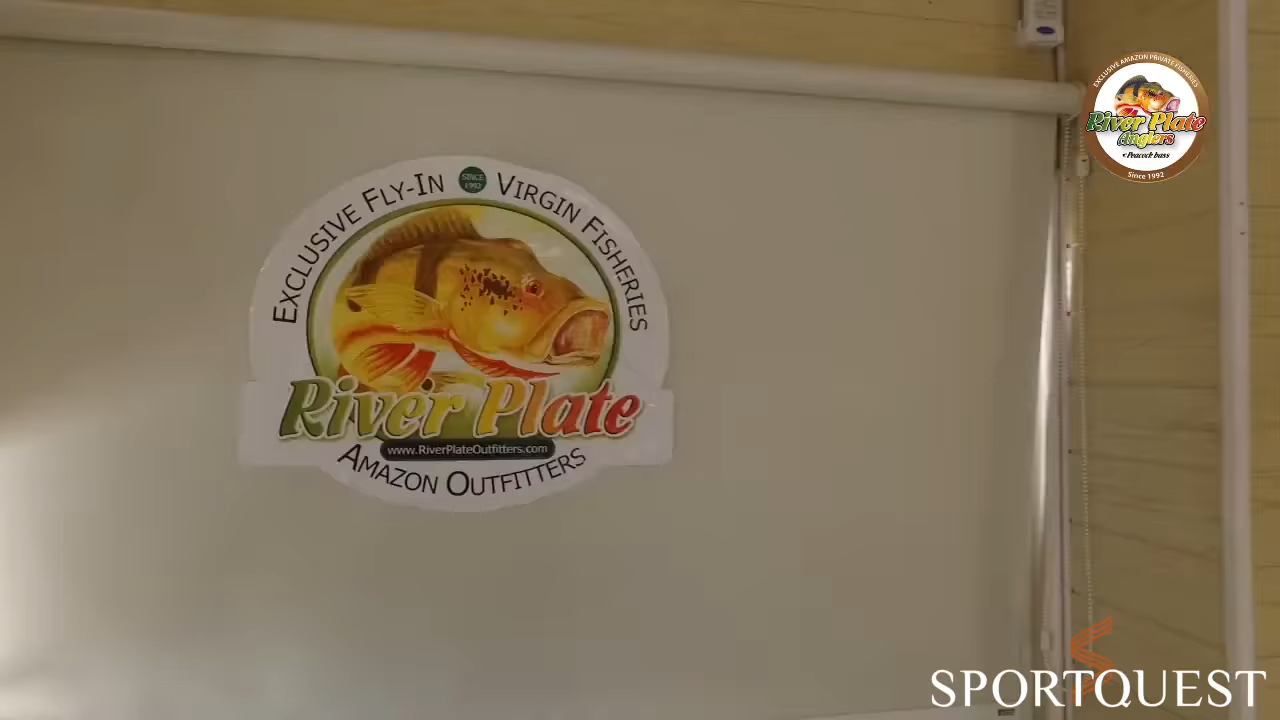 EXCLUSIVE FLY-IN
SINCE
1992
VIRGIN FISHERIES
River Plate
www.RiverPlateOutfitters.com
AMAZON OUTFITTERS
EXCLUSIVE AMAZON PRIVATE FISHERIES
River Plate
Anglers
Peacock bass
Since 1992
SPORTQUEST